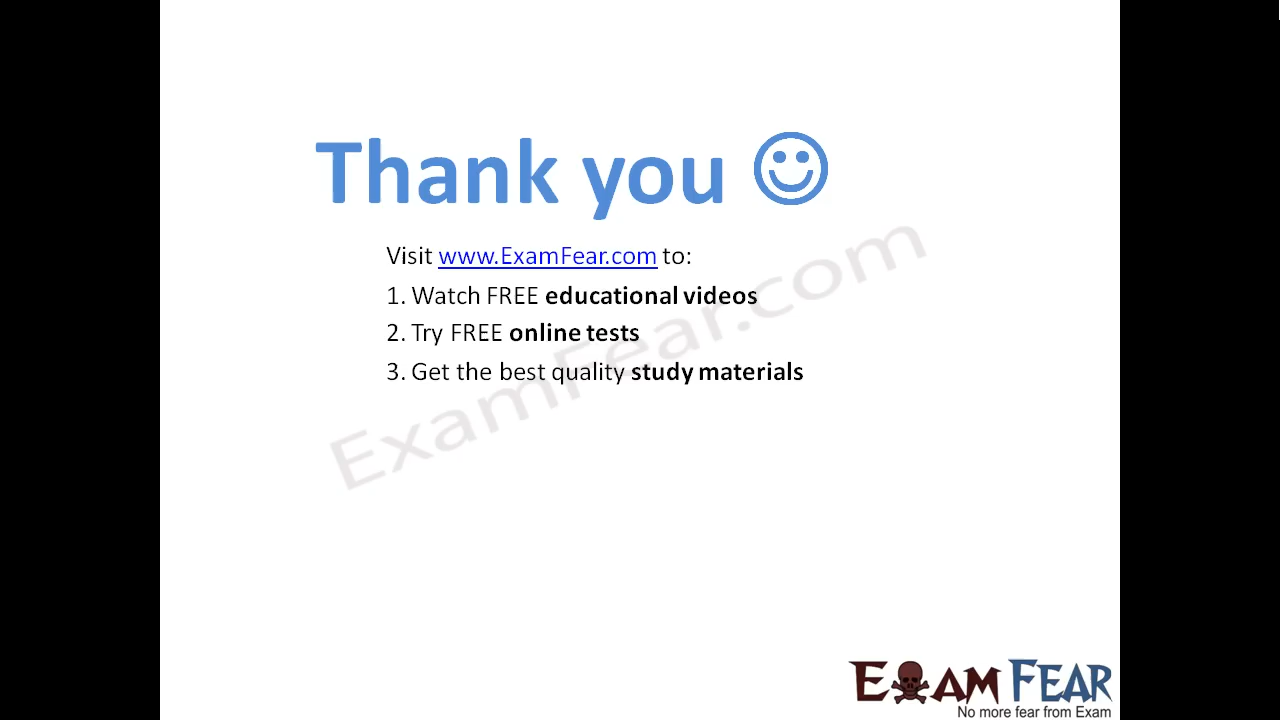 Thank you
Visit www.ExamFear.com to:
1. Watch FREE educational videos
2. Try FREE online tests
3. Get the best quality study materials
ExamFear.com
EXAM FEAR
No more fear from Exam